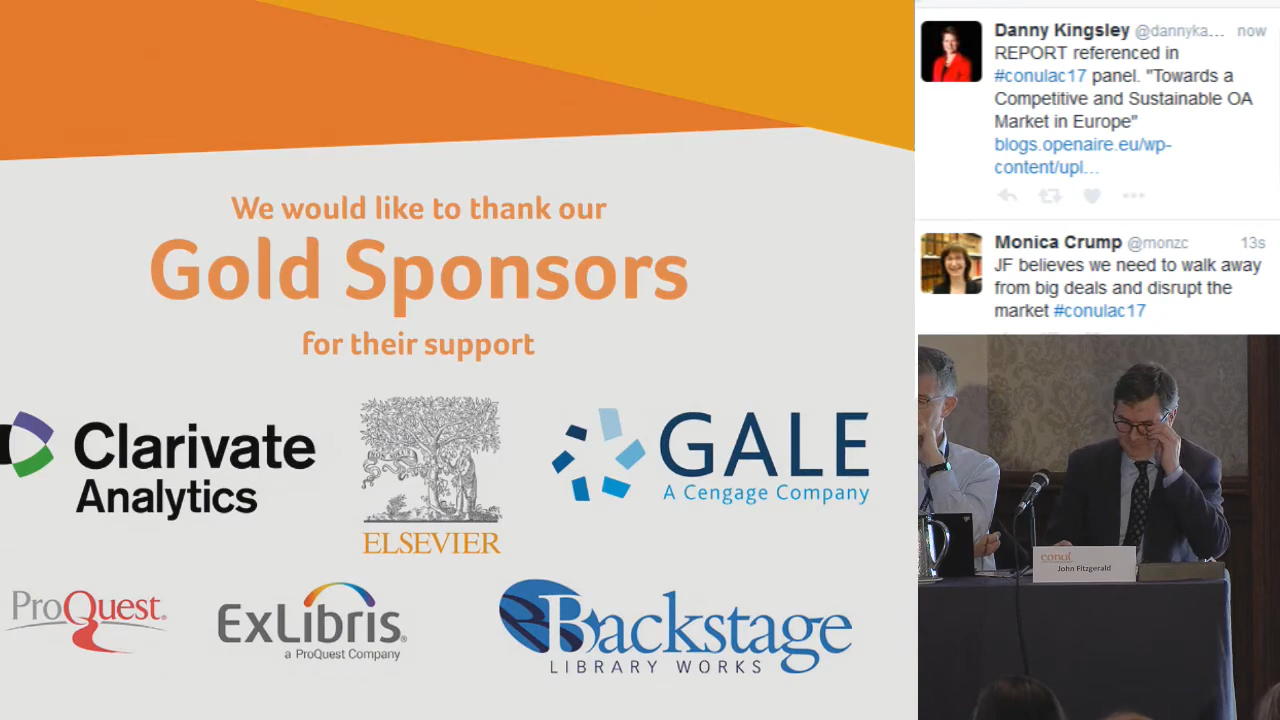 We would like to thank our
Gold Sponsors
for their support
Clarivate
Analytics
ELSEVIER
GALE
A Cengage Company
ProQuest
ExLibris
a ProQuest Company
Backstage
LIBRARY WORKS
Danny Kingsley @dannyka... now
REPORT referenced in
#conulac17 panel. "Towards a
Competitive and Sustainable OA
Market in Europe"
blogs.openaire.eu/wp-
content/upl...
Monica Crump @monzc 13s
JF believes we need to walk away
from big deals and disrupt the
market #conulac17
conul
John Fitzgerald